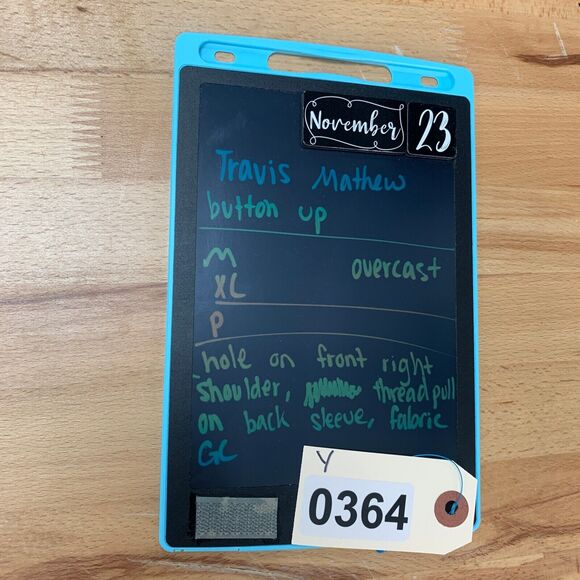 November 23
Travis Mathew
button up
M overcast
XL
P
hole on front right
shoulder, thread pull
on back sleeve, fabric
GC
Y
0364